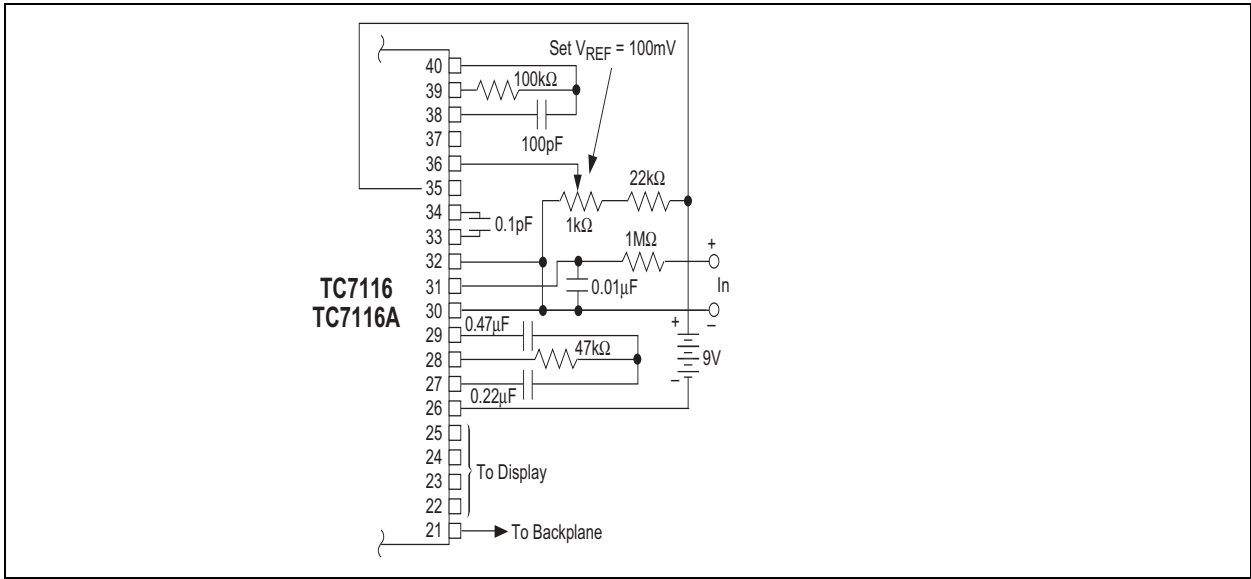 Set VREF = 100mV
40
39
100kΩ
38
100pF
37
36
35
22kΩ
1kΩ
34
0.1pF
33
1MΩ
+
32
31
0.01µF
In
TC7116
TC7116A
30
–
29
0.47µF
+
28
47kΩ
9V
–
27
0.22µF
26
25
24
To Display
23
22
21
To Backplane